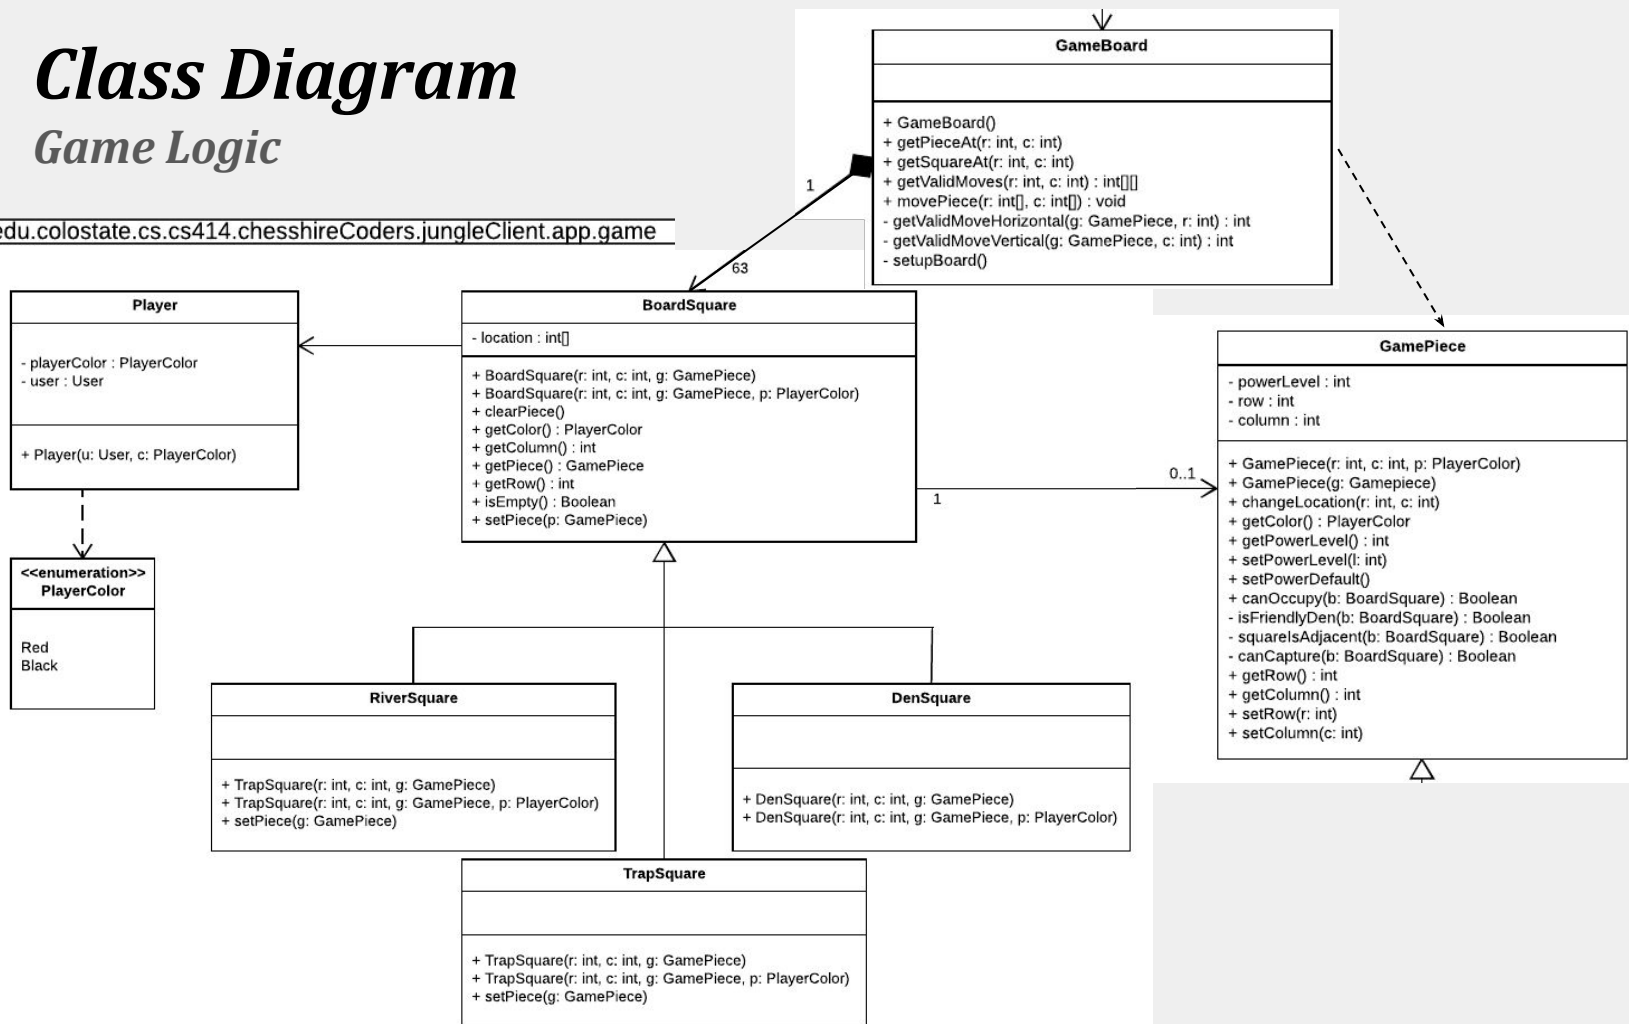 Class Diagram
Game Logic
edu.colostate.cs.cs414.chesshireCoders.jungleClient.app.game
GameBoard
+ GameBoard()
+ getPieceAt(r: int, c: int)
+ getSquareAt(r: int, c: int)
+ getValidMoves(r: int, c: int) : int[][]
+ movePiece(r: int[], c: int[]) : void
- getValidMoveHorizontal(g: GamePiece, r: int) : int
- getValidMoveVertical(g: GamePiece, c: int) : int
- setupBoard()
1
63
Player
- playerColor : PlayerColor
- user : User
+ Player(u: User, c: PlayerColor)
<<enumeration>>
PlayerColor
Red
Black
BoardSquare
- location : int[]
+ BoardSquare(r: int, c: int, g: GamePiece)
+ BoardSquare(r: int, c: int, g: GamePiece, p: PlayerColor)
+ clearPiece()
+ getColor() : PlayerColor
+ getColumn() : int
+ getPiece() : GamePiece
+ getRow() : int
+ isEmpty() : Boolean
+ setPiece(p: GamePiece)
1
0..1
GamePiece
- powerLevel : int
- row : int
- column : int
+ GamePiece(r: int, c: int, p: PlayerColor)
+ GamePiece(g: Gamepiece)
+ changeLocation(r: int, c: int)
+ getColor() : PlayerColor
+ getPowerLevel() : int
+ setPowerLevel(l: int)
+ setPowerDefault()
+ canOccupy(b: BoardSquare) : Boolean
- isFriendlyDen(b: BoardSquare) : Boolean
- squareIsAdjacent(b: BoardSquare) : Boolean
- canCapture(b: BoardSquare) : Boolean
+ getRow() : int
+ getColumn() : int
+ setRow(r: int)
+ setColumn(c: int)
RiverSquare
+ TrapSquare(r: int, c: int, g: GamePiece)
+ TrapSquare(r: int, c: int, g: GamePiece, p: PlayerColor)
+ setPiece(g: GamePiece)
DenSquare
+ DenSquare(r: int, c: int, g: GamePiece)
+ DenSquare(r: int, c: int, g: GamePiece, p: PlayerColor)
TrapSquare
+ TrapSquare(r: int, c: int, g: GamePiece)
+ TrapSquare(r: int, c: int, g: GamePiece, p: PlayerColor)
+ setPiece(g: GamePiece)